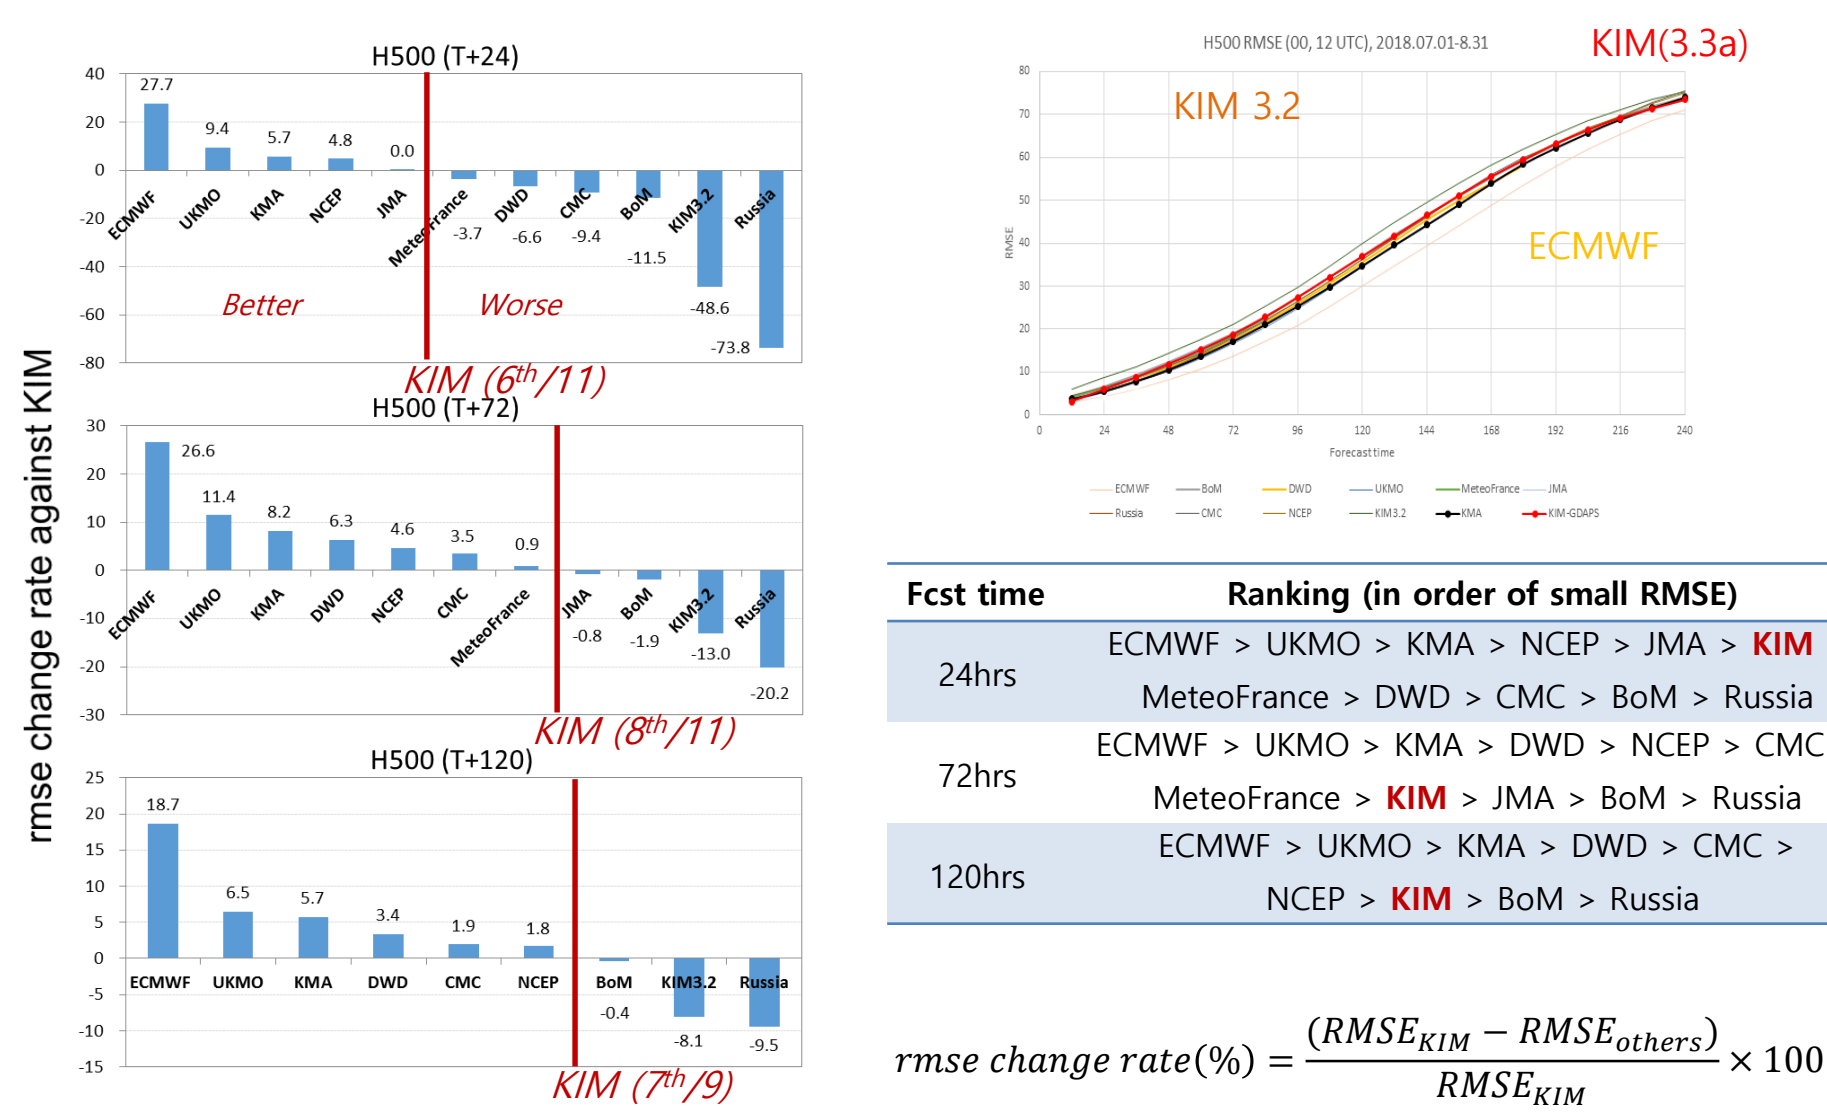 rmse change rate against KIM
H500 (T+24)
40
20
0
-20
-40
-60
-80
27.7
9.4
5.7
4.8
0.0
-3.7
-6.6
-9.4
-11.5
-48.6
-73.8
ECMWF
UKMO
KMA
NCEP
JMA
MeteoFrance
DWD
CMC
BoM
KIM3.2
Russia
Better
Worse
KIM (6th/11)
H500 (T+72)
30
20
10
0
-10
-20
-30
26.6
11.4
8.2
6.3
4.6
3.5
0.9
-0.8
-1.9
-13.0
-20.2
ECMWF
UKMO
KMA
DWD
NCEP
CMC
MeteoFrance
JMA
BoM
KIM3.2
Russia
KIM (8th/11)
H500 (T+120)
25
20
15
10
5
0
-5
-10
-15
18.7
6.5
5.7
3.4
1.9
1.8
-0.4
-8.1
-9.5
ECMWF UKMO KMA DWD CMC NCEP BoM KIM3.2 Russia
KIM (7th/9)
H500 RMSE (00, 12 UTC), 2018.07.01-8.31
KIM(3.3a)
KIM 3.2
ECMWF
RMSE
80
70
60
50
40
30
20
10
0
0 24 48 72 96 120 144 168 192 216 240
Forecast time
ECMWF BoM DWD UKMO MeteoFrance JMA
Russia CMC NCEP KIM3.2 KMA KIM-GDAPS
Fcst time Ranking (in order of small RMSE)
24hrs
ECMWF > UKMO > KMA > NCEP > JMA > KIM
MeteoFrance > DWD > CMC > BoM > Russia
72hrs
ECMWF > UKMO > KMA > DWD > NCEP > CMC
MeteoFrance > KIM > JMA > BoM > Russia
120hrs
ECMWF > UKMO > KMA > DWD > CMC >
NCEP > KIM > BoM > Russia
rmse change rate(%) = (RMSE_KIM − RMSE_others) / RMSE_KIM × 100